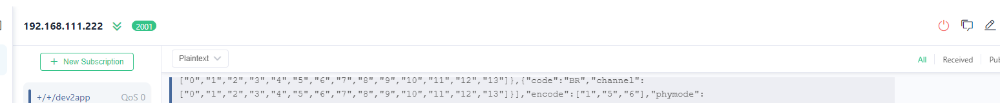 192.168.111.222 2001
+ New Subscription
Plaintext
All Received
["0","1","2","3","4","5","6","7","8","9","10","11","12","13"]},{"code":"BR","channel":
+/+/dev2app QoS 0
["0","1","2","3","4","5","6","7","8","9","10","11","12","13"]}],"encode":["1","5","6"],"phymode":